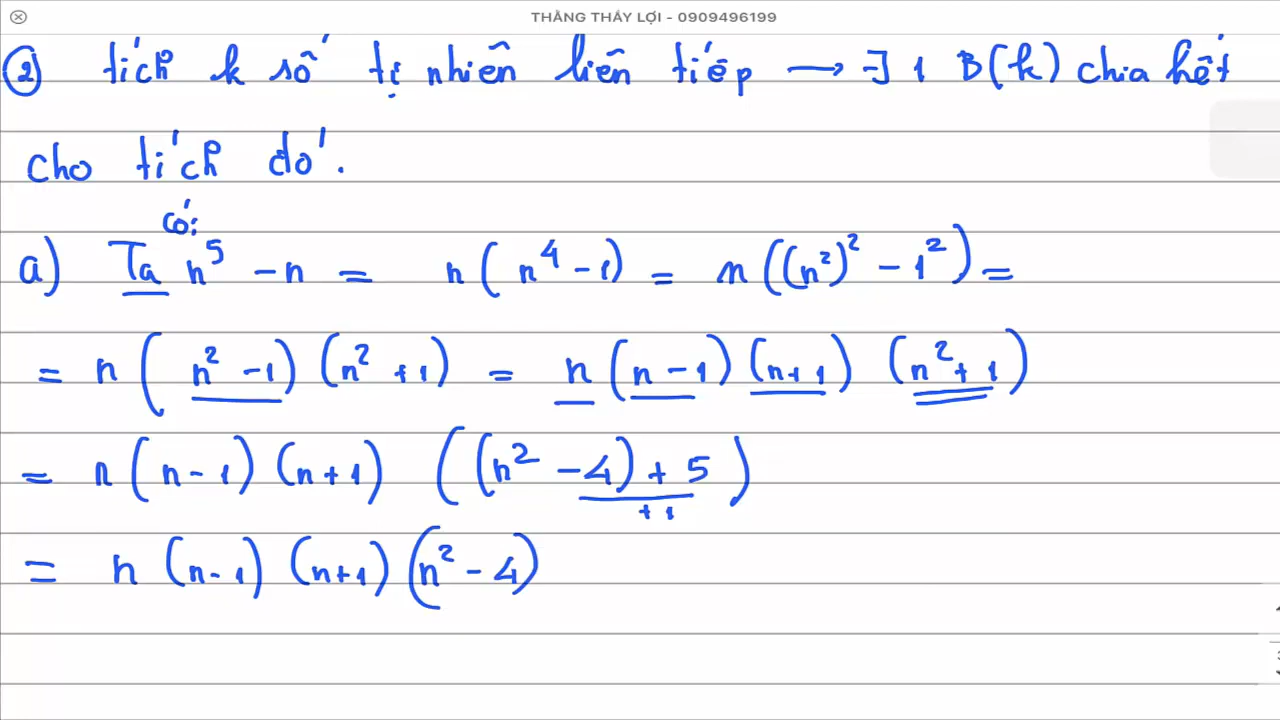 THẮNG THẦY LỢI - 0909496199
② tích k số tự nhiên liên tiếp → ∃ 1 B(k) chia hết
cho tích đó.
có:
a) Ta n⁵ - n = n(n⁴ - 1) = n((n²)² - 1²) =
= n(n² - 1)(n² + 1) = n(n - 1)(n + 1)(n² + 1)
= n(n - 1)(n + 1)((n² - 4) + 5)
+ 1
= n(n - 1)(n + 1)(n² - 4)